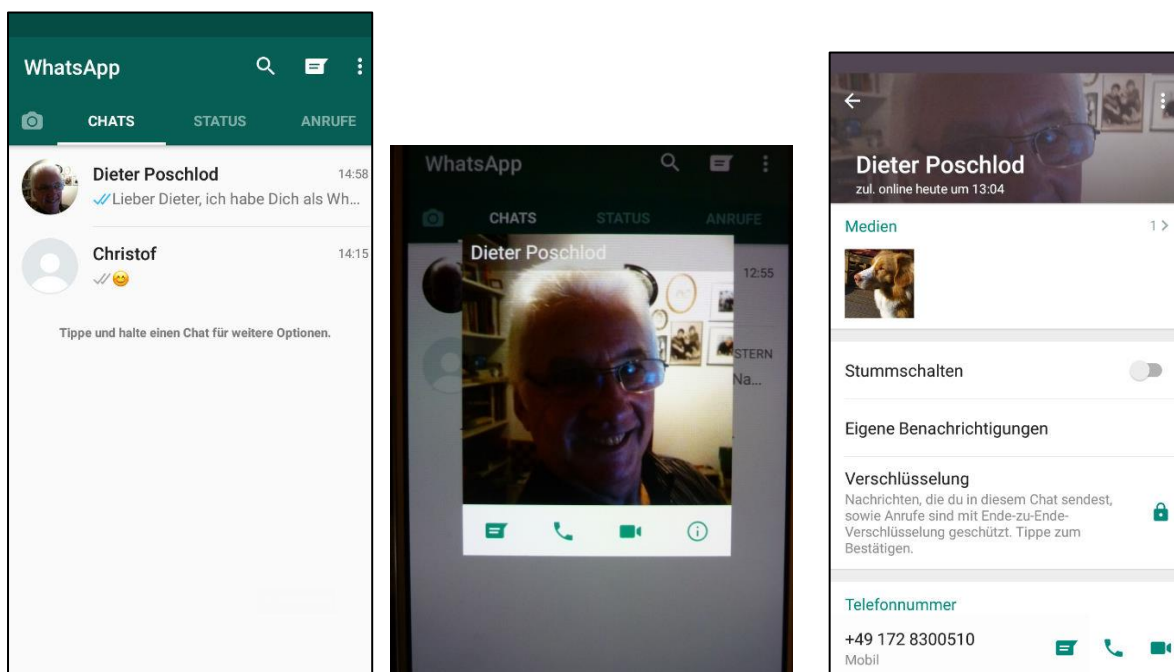 WhatsApp
CHATS STATUS ANRUFE
Dieter Poschlod 14:58
Lieber Dieter, ich habe Dich als Wh...
Christof 14:15
Tippe und halte einen Chat für weitere Optionen.
WhatsApp
CHATS STATUS ANRUFE
Dieter Poschlod
12:55
STERN
Na...
Dieter Poschlod
zul. online heute um 13:04
Medien 1 >
Stummschalten
Eigene Benachrichtigungen
Verschlüsselung
Nachrichten, die du in diesem Chat sendest,
sowie Anrufe sind mit Ende-zu-Ende-
Verschlüsselung geschützt. Tippe zum
Bestätigen.
Telefonnummer
+49 172 8300510
Mobil